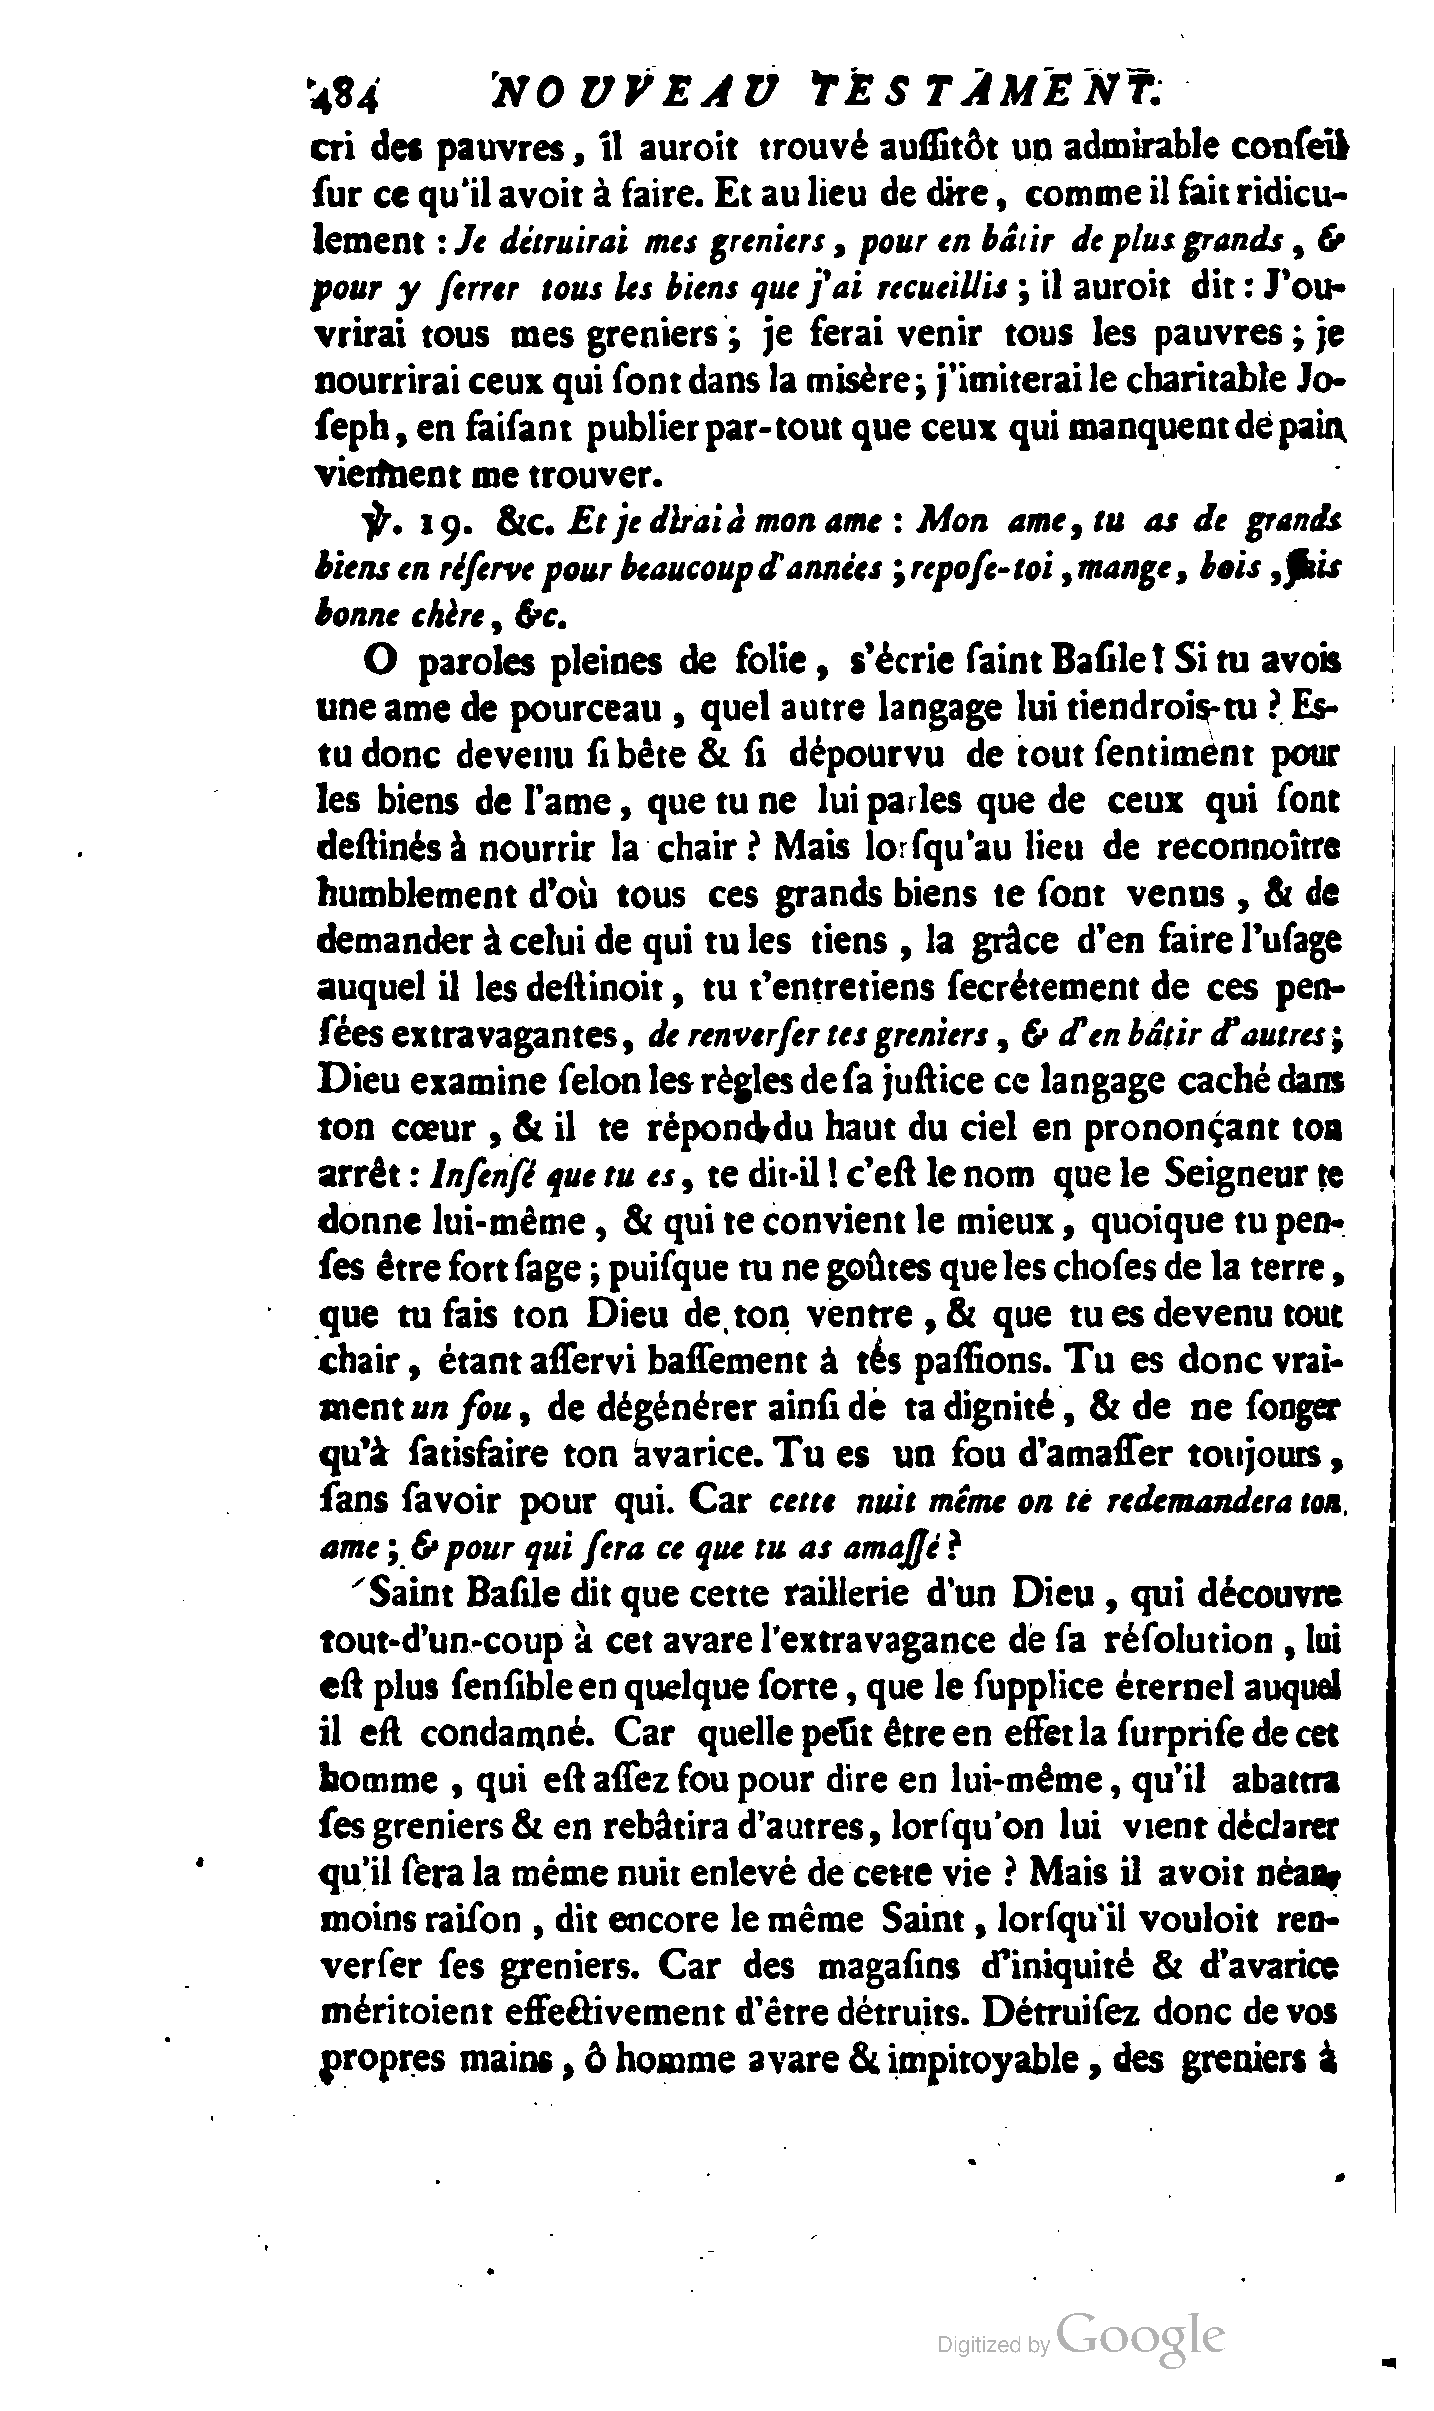 484 NOUVEAU TESTAMENT.
cri des pauvres, il auroit trouvé auſſitôt un admirable conſeil
ſur ce qu'il avoit à faire. Et au lieu de dire, comme il fait ridicu-
lement : Je détruirai mes greniers, pour en bâtir de plus grands, &
pour y ſerrer tous les biens que j'ai recueillis ; il auroit dit : J'ou-
vrirai tous mes greniers ; je ferai venir tous les pauvres ; je
nourrirai ceux qui ſont dans la misère ; j'imiterai le charitable Jo-
ſeph, en faiſant publier par-tout que ceux qui manquent de pain
viennent me trouver.
℣. 19. &c. Et je dirai à mon ame : Mon ame, tu as de grands
biens en réſerve pour beaucoup d'années ; repoſe-toi, mange, bois, fais
bonne chère, &c.
O paroles pleines de folie, s'écrie ſaint Baſile ! Si tu avois
une ame de pourceau, quel autre langage lui tiendrois-tu ? Es-
tu donc devenu ſi bête & ſi dépourvu de tout ſentiment pour
les biens de l'ame, que tu ne lui parles que de ceux qui ſont
deſtinés à nourrir la chair ? Mais lorſqu'au lieu de reconnoître
humblement d'où tous ces grands biens te ſont venus, & de
demander à celui de qui tu les tiens, la grâce d'en faire l'uſage
auquel il les deſtinoit, tu t'entretiens ſecrétement de ces pen-
ſées extravagantes, de renverſer tes greniers, & d'en bâtir d'autres ;
Dieu examine ſelon les règles de ſa juſtice ce langage caché dans
ton cœur, & il te répond du haut du ciel en prononçant ton
arrêt : Inſenſé que tu es, te dit-il ! c'eſt le nom que le Seigneur te
donne lui-même, & qui te convient le mieux, quoique tu pen-
ſes être fort ſage ; puiſque tu ne goûtes que les choſes de la terre,
que tu fais ton Dieu de ton ventre, & que tu es devenu tout
chair, étant aſſervi baſſement à tes paſſions. Tu es donc vrai-
ment un fou, de dégénérer ainſi de ta dignité, & de ne ſonger
qu'à ſatisfaire ton avarice. Tu es un fou d'amaſſer toujours,
ſans ſavoir pour qui. Car cette nuit même on te redemandera ton
ame ; & pour qui ſera ce que tu as amaſſé ?
Saint Baſile dit que cette raillerie d'un Dieu, qui découvre
tout-d'un-coup à cet avare l'extravagance de ſa réſolution, lui
eſt plus ſenſible en quelque ſorte, que le ſupplice éternel auquel
il eſt condamné. Car quelle peut être en effet la ſurpriſe de cet
homme, qui eſt aſſez fou pour dire en lui-même, qu'il abattra
ſes greniers & en rebâtira d'autres, lorſqu'on lui vient déclarer
qu'il ſera la même nuit enlevé de cette vie ? Mais il avoit néan-
moins raiſon, dit encore le même Saint, lorſqu'il vouloit ren-
verſer ſes greniers. Car des magaſins d'iniquité & d'avarice
méritoient effectivement d'être détruits. Détruiſez donc de vos
propres mains, ô homme avare & impitoyable, des greniers à
Digitized by Google